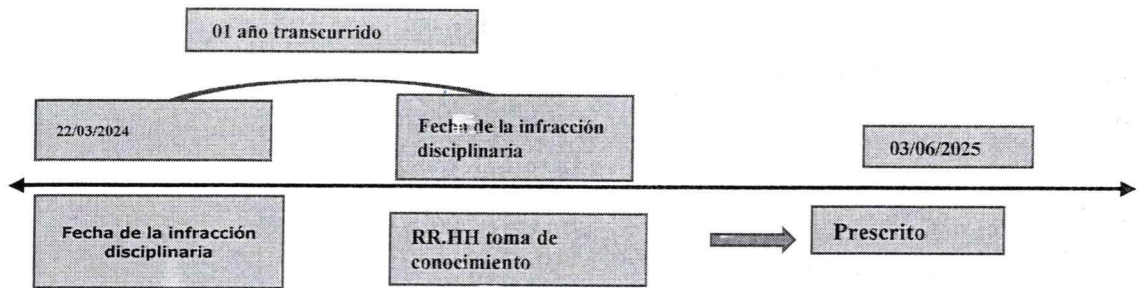 01 año transcurrido
22/03/2024
Fecha de la infracción
disciplinaria
03/06/2025
Fecha de la infracción
disciplinaria
RR.HH toma de
conocimiento
Prescrito